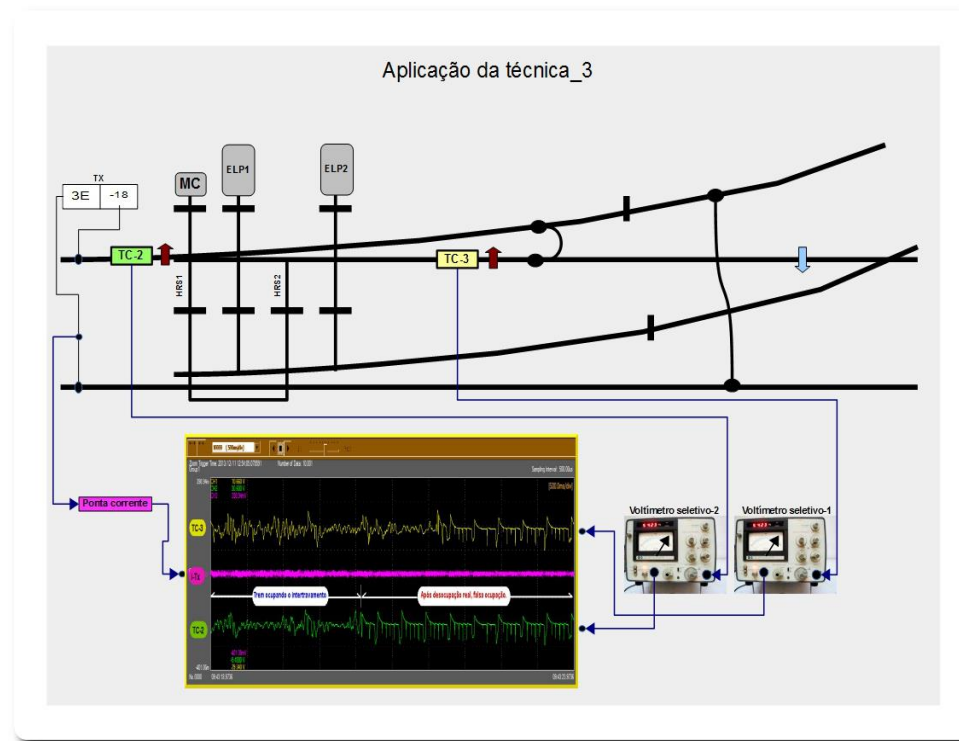 Aplicação da técnica_3
TX
3E
-18
MC
ELP1
ELP2
TC-2
TC-3
HRS1
HRS2
Ponta corrente
Voltímetro seletivo-2
Voltímetro seletivo-1
TC-3
I-Tx
Trem ocupando o intertravamento
Após desocupação real, falsa ocupação.
TC-2